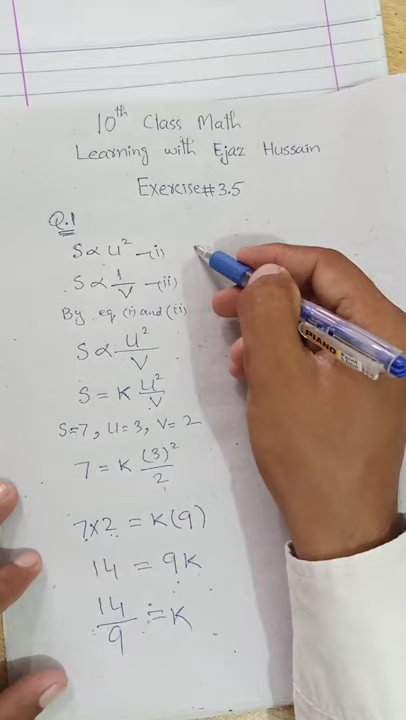 10th Class Math
Learning with Ejaz Hussain
Exercise#3.5
Q.1
S∝u² —(i)
S∝1/V —(ii)
By eq (i) and (ii)
S∝u²/V
S = K u²/V
S=7, u=3, V=2
7 = K (3)²/2
7×2 = K(9)
14 = 9K
14/9 = K
PIANO